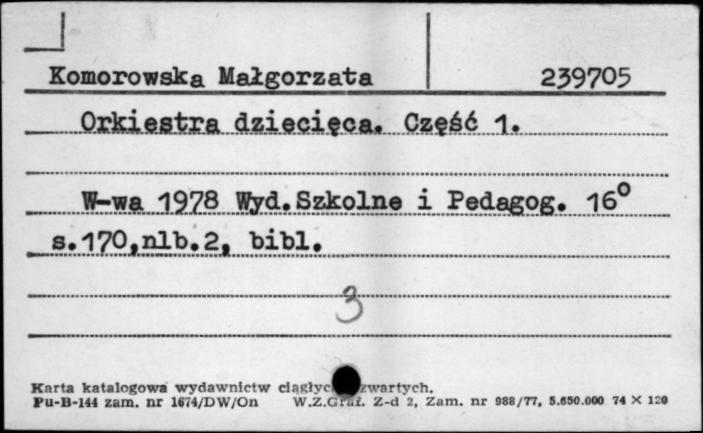 Komorowska Małgorzata 239705
Orkiestra dziecięca. Część 1.
W-wa 1978 Wyd.Szkolne i Pedagog. 16°
s.170,nlb.2, bibl.
3
Karta katalogowa wydawnictw ciągłyc zwartych.
Pu-B-144 zam. nr 1674/DW/On W.Z.Graf. Z-d 2, Zam. nr 988/77, 5.650.000 74 × 120